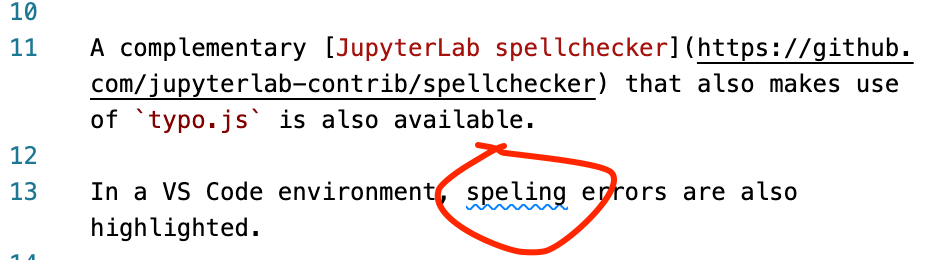 10
11 A complementary [JupyterLab spellchecker](https://github.
com/jupyterlab-contrib/spellchecker) that also makes use
of `typo.js` is also available.
12
13 In a VS Code environment, speling errors are also
highlighted.